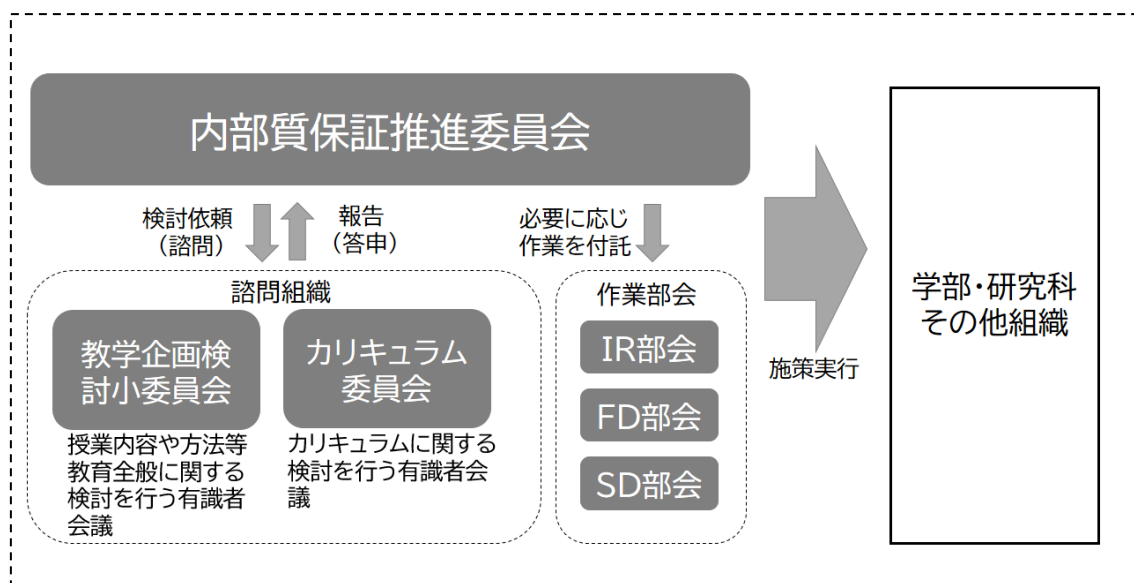 内部質保証推進委員会
検討依頼
（諮問）
報告
（答申）
必要に応じ
作業を付託
諮問組織
教学企画検
討小委員会
カリキュラム
委員会
授業内容や方法等
教育全般に関する
検討を行う有識者
会議
カリキュラムに関する
検討を行う有識者会
議
作業部会
IR部会
FD部会
SD部会
施策実行
学部・研究科
その他組織